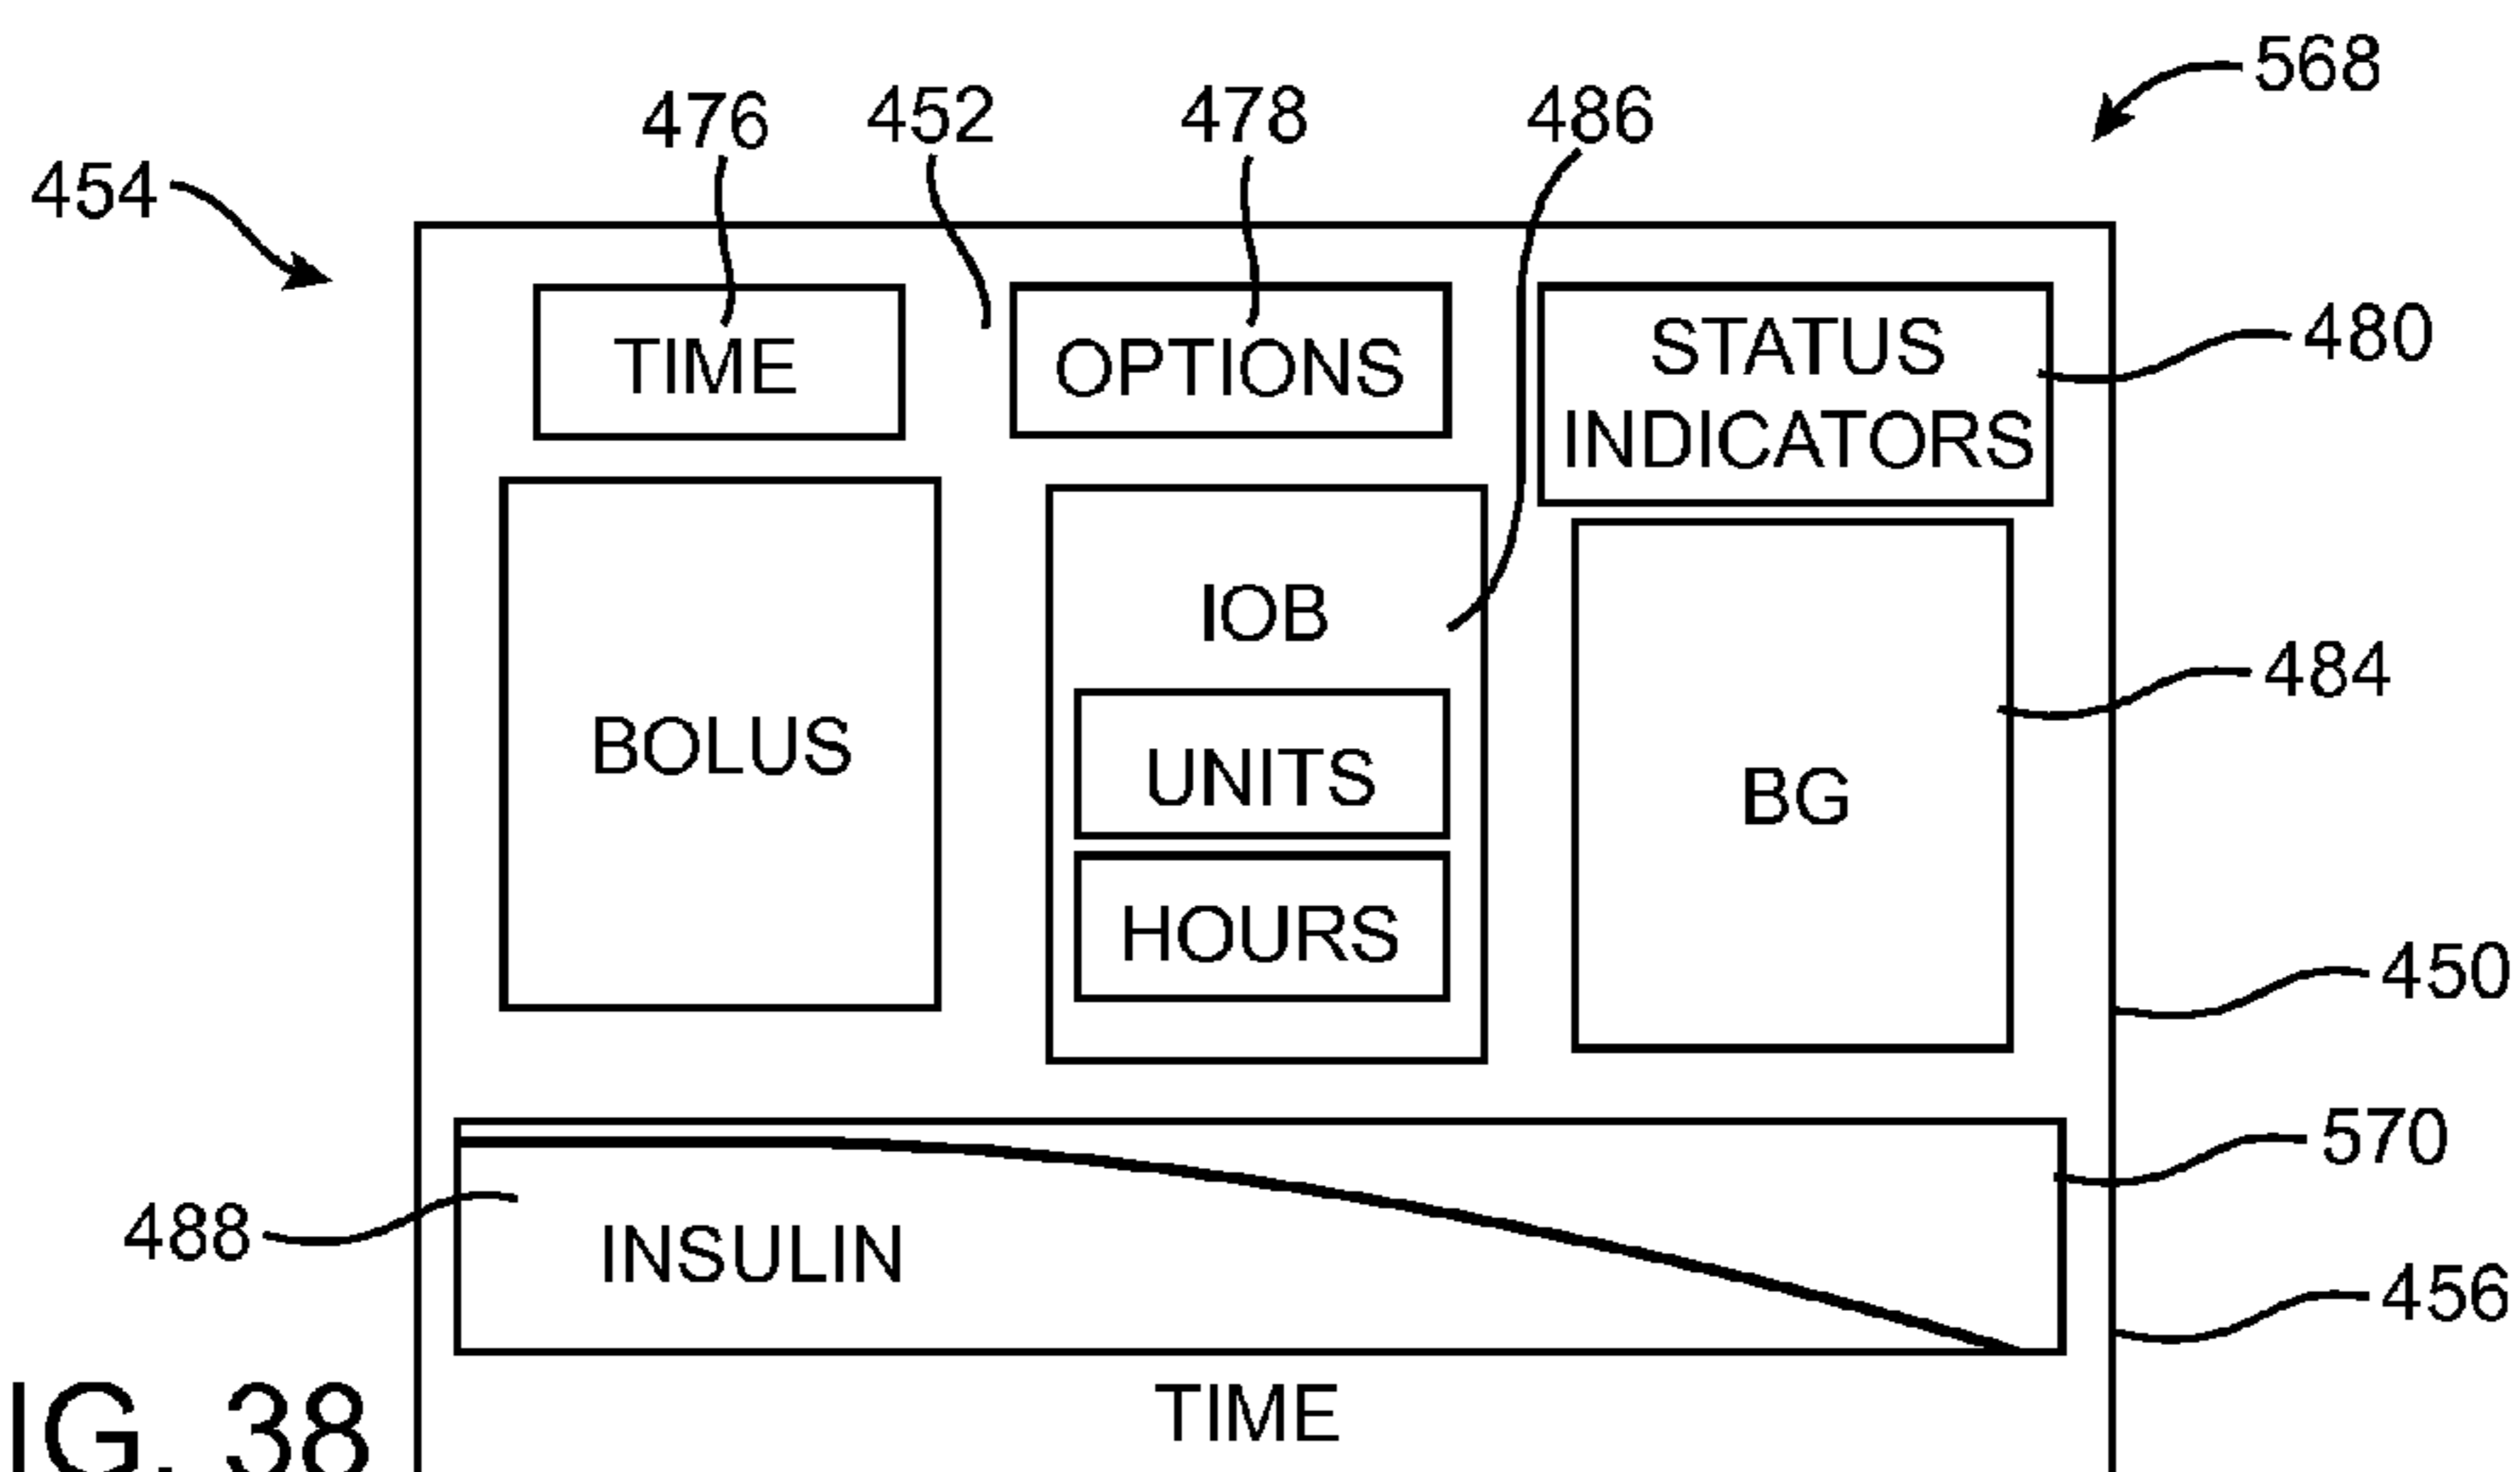 568
476 452 478 486
454
TIME OPTIONS STATUS
INDICATORS
480
IOB
484
BOLUS UNITS BG
HOURS
450
570
488 INSULIN
456
TIME
IG. 38